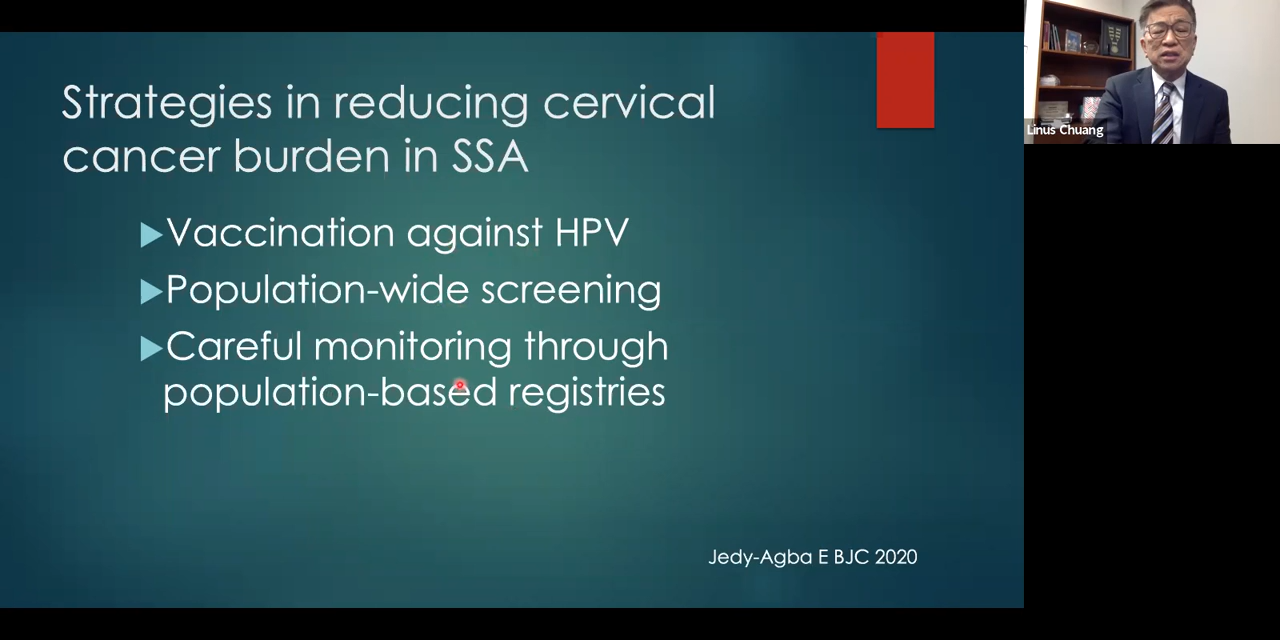 Strategies in reducing cervical
cancer burden in SSA
Vaccination against HPV
Population-wide screening
Careful monitoring through
population-based registries
Jedy-Agba E BJC 2020
Linus Chuang